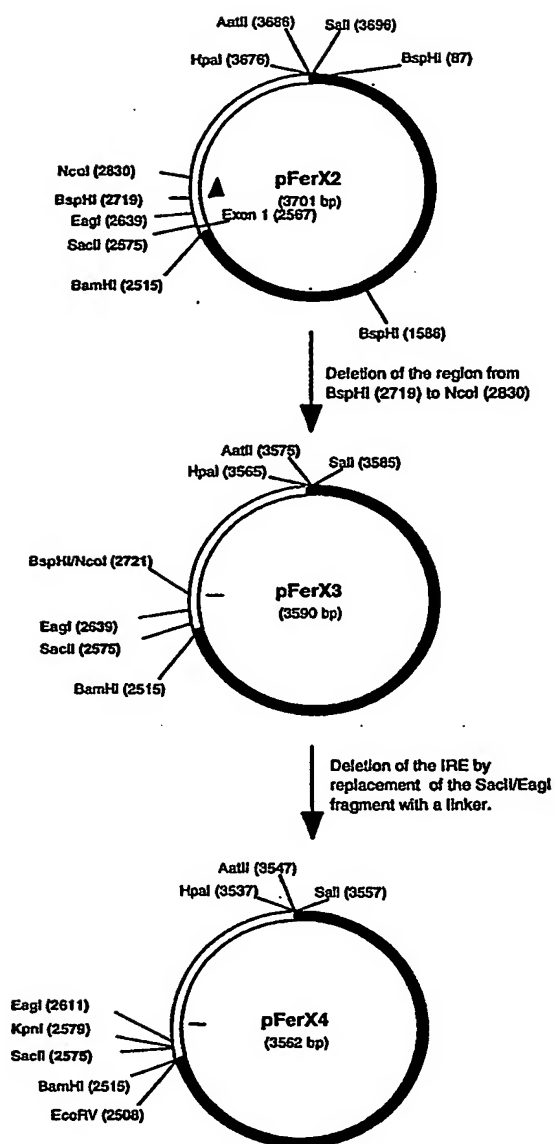 AatII (3686)
SalI (3696)
HpaI (3676)
BspHI (87)
NcoI (2830)
pFerX2
(3701 bp)
BspHI (2719)
EagI (2639)
Exon 1 (2567)
SacII (2575)
BamHI (2515)
BspHI (1586)
Deletion of the region from
BspHI (2719) to NcoI (2830)
AatII (3575)
SalI (3585)
HpaI (3565)
BspHI/NcoI (2721)
pFerX3
(3590 bp)
EagI (2639)
SacII (2575)
BamHI (2515)
Deletion of the IRE by
replacement of the SacII/EagI
fragment with a linker.
AatII (3547)
HpaI (3537)
SalI (3557)
EagI (2611)
KpnI (2579)
pFerX4
(3562 bp)
SacII (2575)
BamHI (2515)
EcoRV (2508)